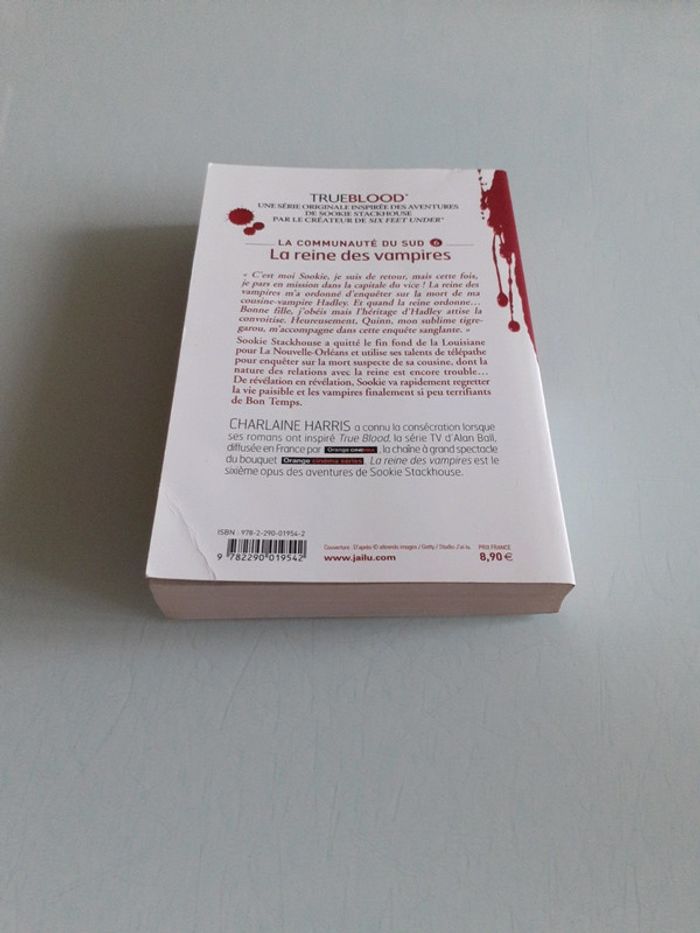 TRUEBLOOD
UNE SÉRIE ORIGINALE INSPIRÉE DES AVENTURES
DE SOOKIE STACKHOUSE
PAR LE CRÉATEUR DE SIX FEET UNDER
LA COMMUNAUTÉ DU SUD 6
La reine des vampires
« C'est moi Sookie, je suis de retour, mais cette fois,
je pars en mission dans la capitale du vice ! La reine des
vampires m'a ordonné d'enquêter sur la mort de ma
cousine-vampire Hadley. Et quand la reine ordonne...
Bonne fille, j'obéis mais l'héritage d'Hadley attise la
convoitise. Heureusement, Quinn, mon sublime tigre-
garou, m'accompagne dans cette enquête sanglante. »
Sookie Stackhouse a quitté le fin fond de la Louisiane
pour La Nouvelle-Orléans et utilise ses talents de télépathe
pour enquêter sur la mort suspecte de sa cousine, dont
la nature des relations avec la reine est encore trouble...
De révélation en révélation, Sookie va rapidement regretter
la vie paisible et les vampires finalement si peu terrifiants
de Bon Temps.
CHARLAINE HARRIS a connu la consécration lorsque
ses romans ont inspiré True Blood, la série TV d'Alan Ball,
diffusée en France par Orange cinémax, la chaîne à grand spectacle
du bouquet Orange cinéma séries. La reine des vampires est le
sixième opus des aventures de Sookie Stackhouse.
ISBN : 978-2-290-01954-2
9 782290 019542
Couverture : D'après © altrendo images / Getty / Studio J'ai lu.
www.jailu.com
PRIX FRANCE
8,90 €